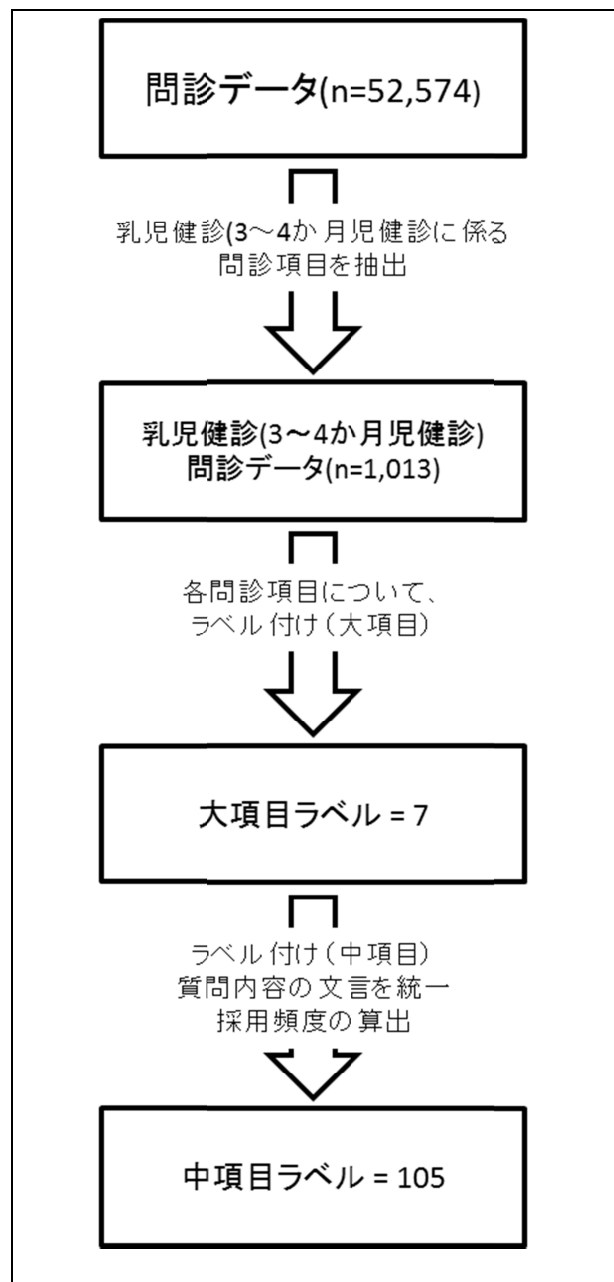 問診データ(n=52,574)
乳児健診(3～4か月児健診に係る
問診項目を抽出
乳児健診(3～4か月児健診)
問診データ(n=1,013)
各問診項目について、
ラベル付け(大項目)
大項目ラベル = 7
ラベル付け(中項目)
質問内容の文言を統一
採用頻度の算出
中項目ラベル = 105